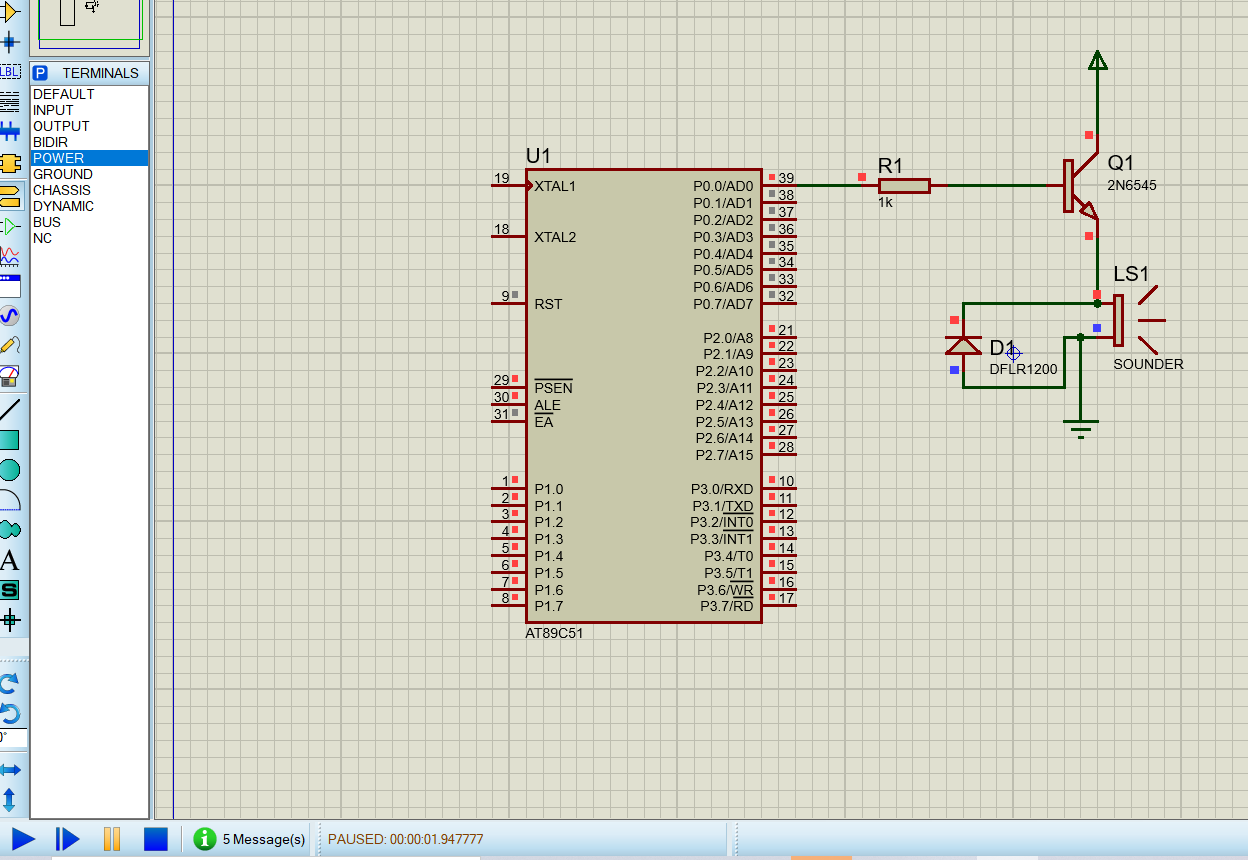 LBL
P TERMINALS
DEFAULT
INPUT
OUTPUT
BIDIR
POWER
GROUND
CHASSIS
DYNAMIC
BUS
NC
A
S
0°
U1
19 XTAL1
18 XTAL2
9 RST
29 PSEN
30 ALE
31 EA
1 P1.0
2 P1.1
3 P1.2
4 P1.3
5 P1.4
6 P1.5
7 P1.6
8 P1.7
P0.0/AD0 39
P0.1/AD1 38
P0.2/AD2 37
P0.3/AD3 36
P0.4/AD4 35
P0.5/AD5 34
P0.6/AD6 33
P0.7/AD7 32
P2.0/A8 21
P2.1/A9 22
P2.2/A10 23
P2.3/A11 24
P2.4/A12 25
P2.5/A13 26
P2.6/A14 27
P2.7/A15 28
P3.0/RXD 10
P3.1/TXD 11
P3.2/INT0 12
P3.3/INT1 13
P3.4/T0 14
P3.5/T1 15
P3.6/WR 16
P3.7/RD 17
AT89C51
R1
1k
Q1
2N6545
LS1
SOUNDER
D1
DFLR1200
5 Message(s)
PAUSED: 00:00:01.947777